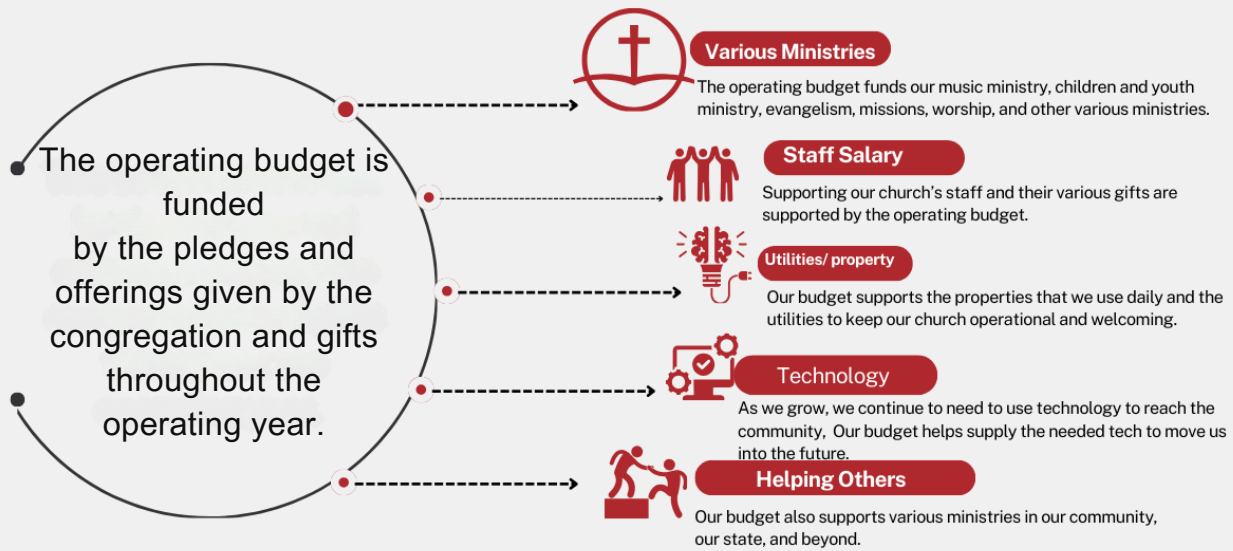 The operating budget is
funded
by the pledges and
offerings given by the
congregation and gifts
throughout the
operating year.
Various Ministries
The operating budget funds our music ministry, children and youth
ministry, evangelism, missions, worship, and other various ministries.
Staff Salary
Supporting our church’s staff and their various gifts are
supported by the operating budget.
Utilities/ property
Our budget supports the properties that we use daily and the
utilities to keep our church operational and welcoming.
Technology
As we grow, we continue to need to use technology to reach the
community, Our budget helps supply the needed tech to move us
into the future.
Helping Others
Our budget also supports various ministries in our community,
our state, and beyond.